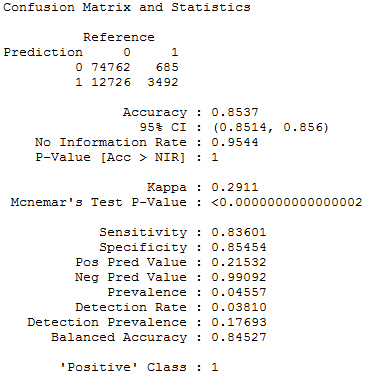 Confusion Matrix and Statistics
Reference
Prediction 0 1
0 74762 685
1 12726 3492
Accuracy : 0.8537
95% CI : (0.8514, 0.856)
No Information Rate : 0.9544
P-Value [Acc > NIR] : 1
Kappa : 0.2911
Mcnemar's Test P-Value : <0.0000000000000002
Sensitivity : 0.83601
Specificity : 0.85454
Pos Pred Value : 0.21532
Neg Pred Value : 0.99092
Prevalence : 0.04557
Detection Rate : 0.03810
Detection Prevalence : 0.17693
Balanced Accuracy : 0.84527
'Positive' Class : 1